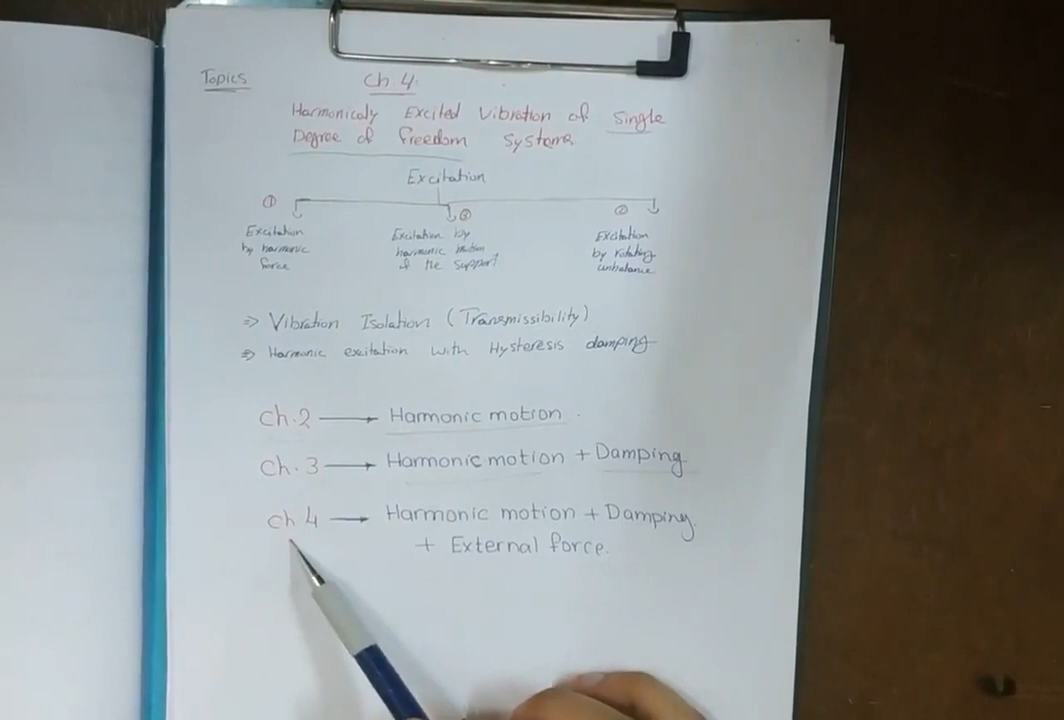 Topics
Ch 4.
Harmonicaly Excited Vibration of Single
Degree of freedom Systems
Excitation
①
Excitation
by harmonic
force
②
Excitation by
harmonic motion
of the support
②
Excitation
by rotating
unbalance
⇒ Vibration Isolation (Transmissibility)
⇒ Harmonic excitation with Hysteresis damping
Ch.2 → Harmonic motion.
Ch.3 → Harmonic motion + Damping
Ch 4 → Harmonic motion + Damping.
+ External force.